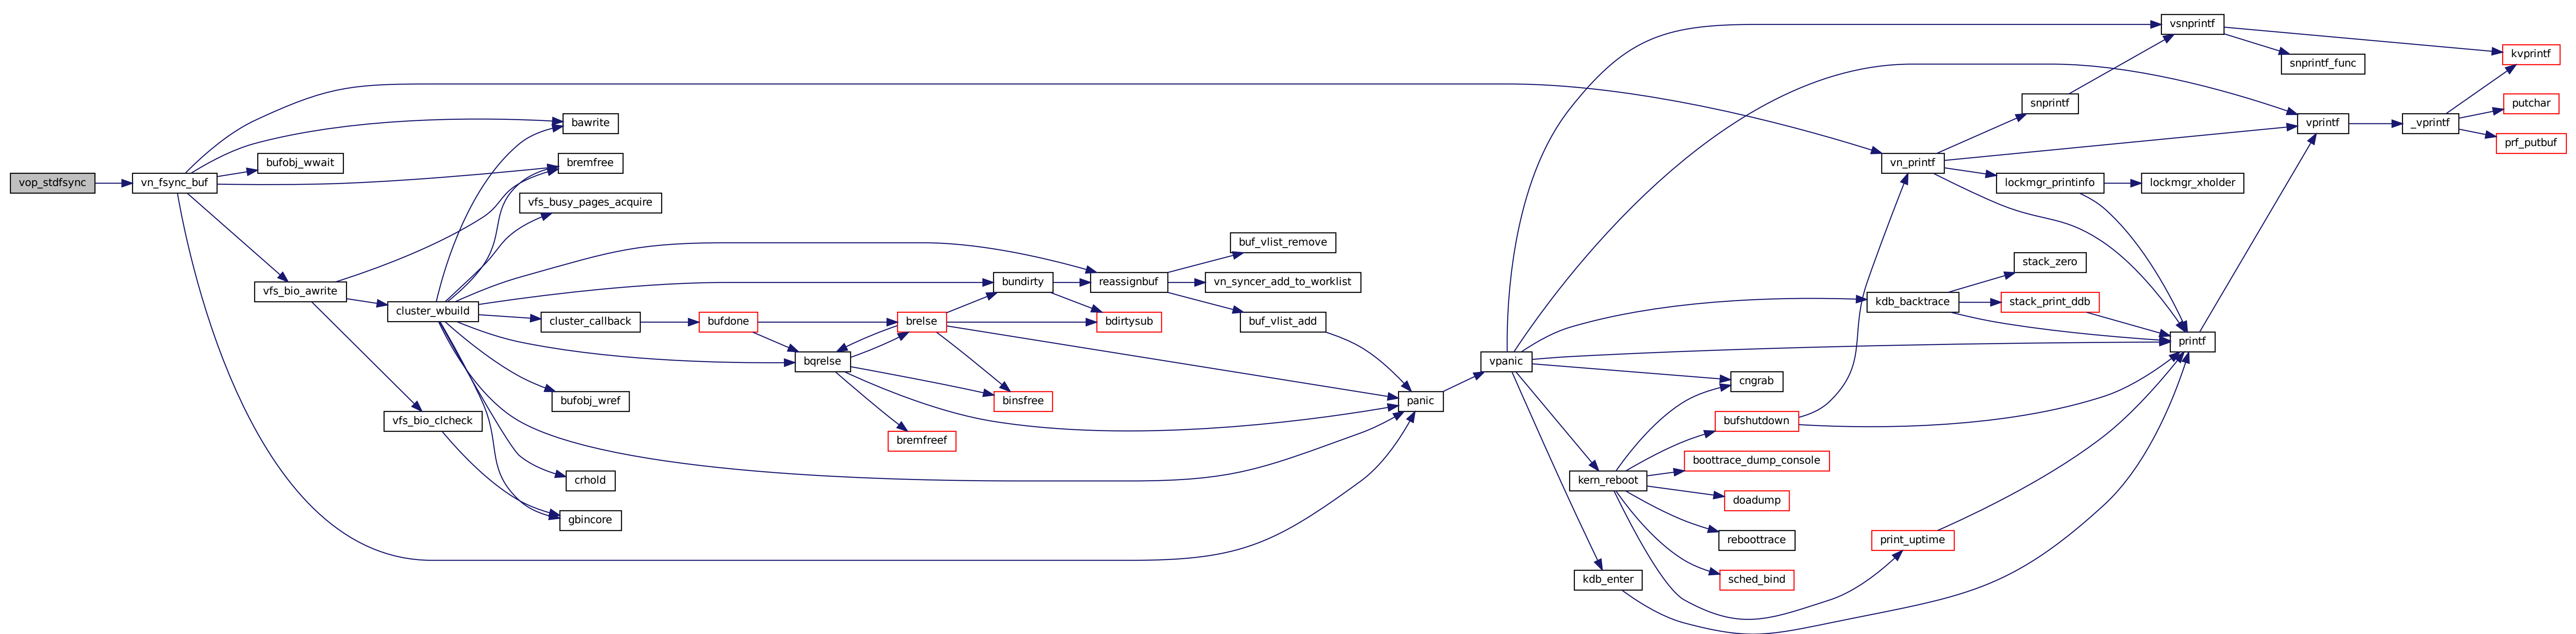 vop_stdfsync
vn_fsync_buf
bufobj_wwait
vfs_bio_awrite
vfs_bio_clcheck
cluster_wbuild
bawrite
bremfree
vfs_busy_pages_acquire
cluster_callback
bufobj_wref
crhold
gbincore
bufdone
bqrelse
brelse
bremfreef
bundirty
bdirtysub
binsfree
reassignbuf
buf_vlist_remove
vn_syncer_add_to_worklist
buf_vlist_add
panic
vpanic
kern_reboot
kdb_enter
cngrab
bufshutdown
boottrace_dump_console
doadump
reboottrace
sched_bind
vn_printf
kdb_backtrace
print_uptime
snprintf
lockmgr_printinfo
stack_zero
stack_print_ddb
vsnprintf
lockmgr_xholder
printf
snprintf_func
vprintf
_vprintf
kvprintf
putchar
prf_putbuf